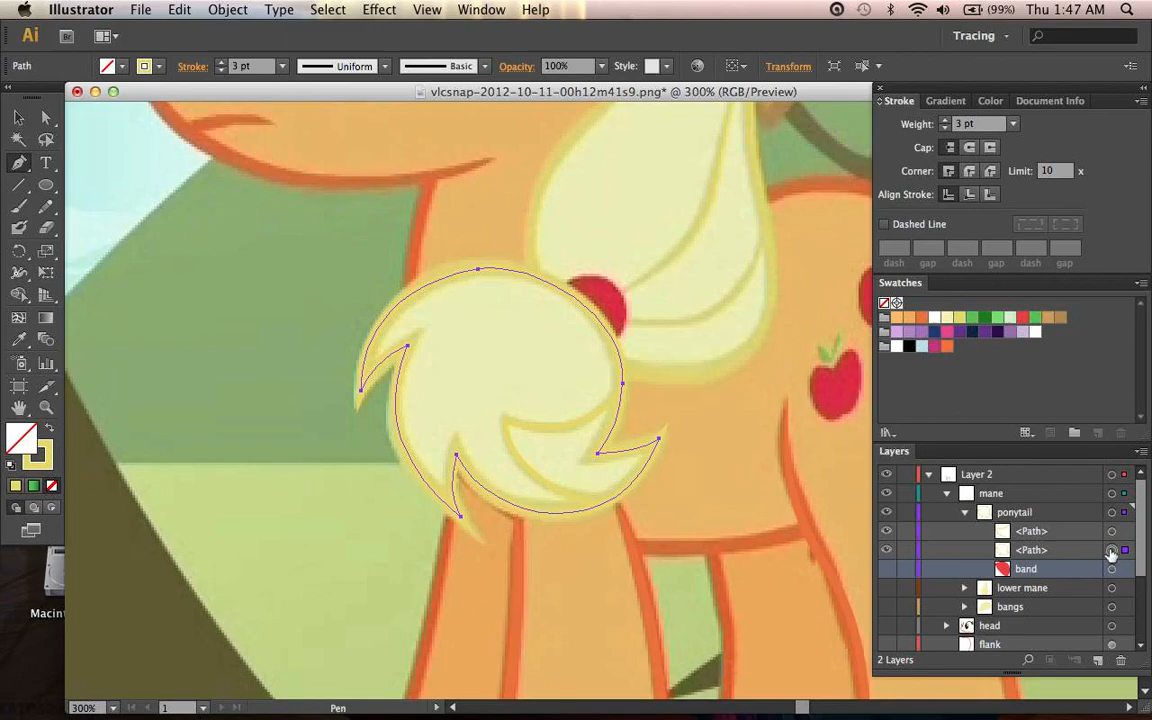 Illustrator File Edit Object Type Select Effect View Window Help (99%) Thu 1:47 AM
Ai Br Tracing
Path Stroke: 3 pt Uniform Basic Opacity: 100% Style: Transform
vlcsnap-2012-10-11-00h12m41s9.png* @ 300% (RGB/Preview)
Stroke Gradient Color Document Info
Weight: 3 pt
Cap:
Corner: Limit: 10 x
Align Stroke:
Dashed Line
dash gap dash gap dash gap
Swatches
Layers
Layer 2
mane
ponytail
<Path>
<Path>
band
lower mane
bangs
head
flank
2 Layers
Macint
300% 1 Pen